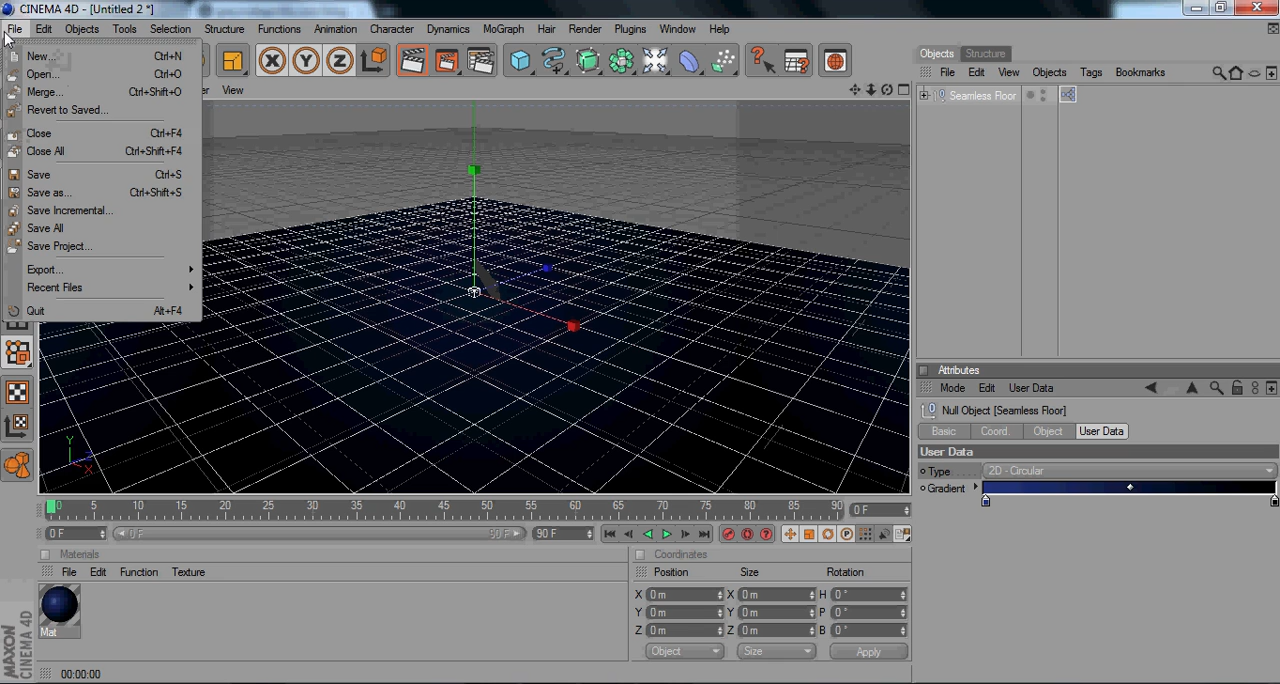 CINEMA 4D - [Untitled 2 *]
File Edit Objects Tools Selection Structure Functions Animation Character Dynamics MoGraph Hair Render Plugins Window Help
New... Ctrl+N
Open... Ctrl+O
Merge... Ctrl+Shift+O
Revert to Saved...
Close Ctrl+F4
Close All Ctrl+Shift+F4
Save Ctrl+S
Save as... Ctrl+Shift+S
Save Incremental...
Save All
Save Project...
Export...
Recent Files
Quit Alt+F4
X Y Z
View
Y
Z
X
Objects Structure
File Edit View Objects Tags Bookmarks
Seamless Floor
Attributes
Mode Edit User Data
Null Object [Seamless Floor]
Basic Coord. Object User Data
User Data
Type 2D - Circular
Gradient
0 5 10 15 20 25 30 35 40 45 50 55 60 65 70 75 80 85 90 0 F
0 F 0 F 90 F 90 F
Materials
File Edit Function Texture
Mat
Coordinates
Position Size Rotation
X 0 m X 0 m H 0 °
Y 0 m Y 0 m P 0 °
Z 0 m Z 0 m B 0 °
Object Size Apply
MAXON
CINEMA 4D
00:00:00